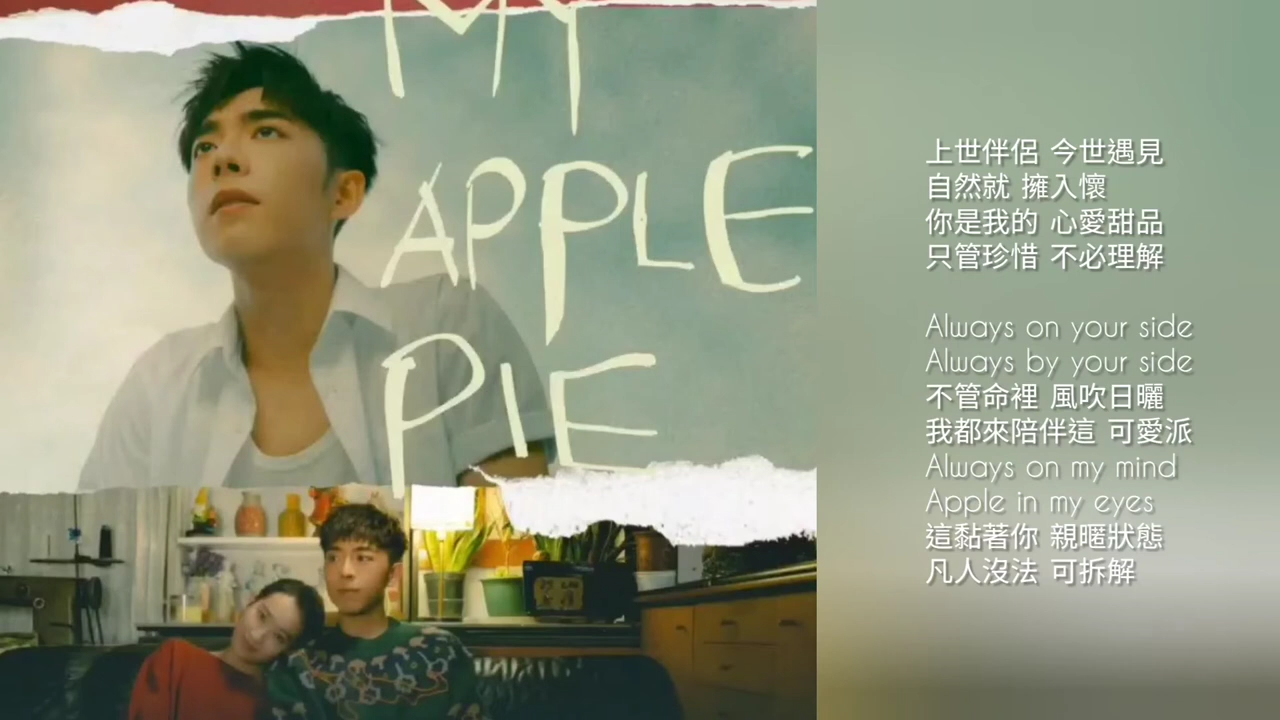 MY
APPLE
PIE
上世伴侶 今世遇見
自然就 擁入懷
你是我的 心愛甜品
只管珍惜 不必理解
Always on your side
Always by your side
不管命裡 風吹日曬
我都來陪伴這 可愛派
Always on my mind
Apple in my eyes
這黏著你 親暱狀態
凡人沒法 可拆解